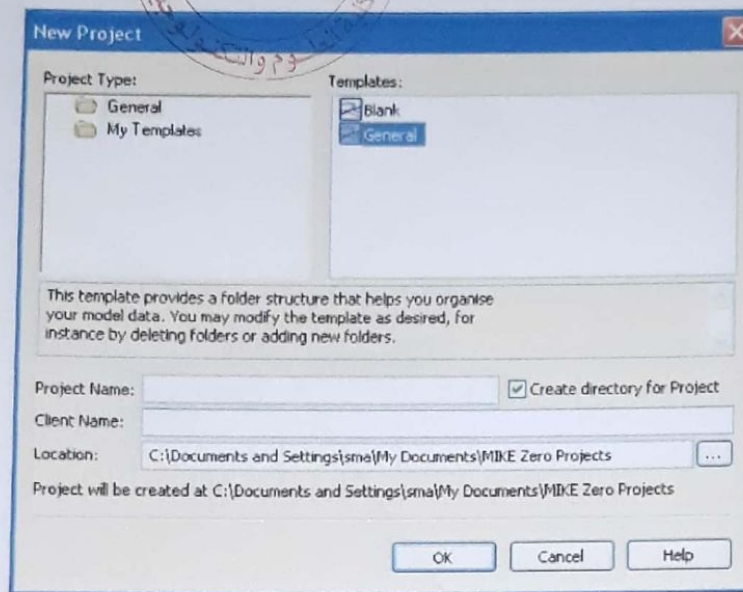 كلية العلوم والتكنولوجيا
New Project
Project Type:
General
My Templates
Templates:
Blank
General
This template provides a folder structure that helps you organise
your model data. You may modify the template as desired, for
instance by deleting folders or adding new folders.
Project Name:
Create directory for Project
Client Name:
Location: C:\Documents and Settings\sma\My Documents\MIKE Zero Projects ...
Project will be created at C:\Documents and Settings\sma\My Documents\MIKE Zero Projects
OK Cancel Help